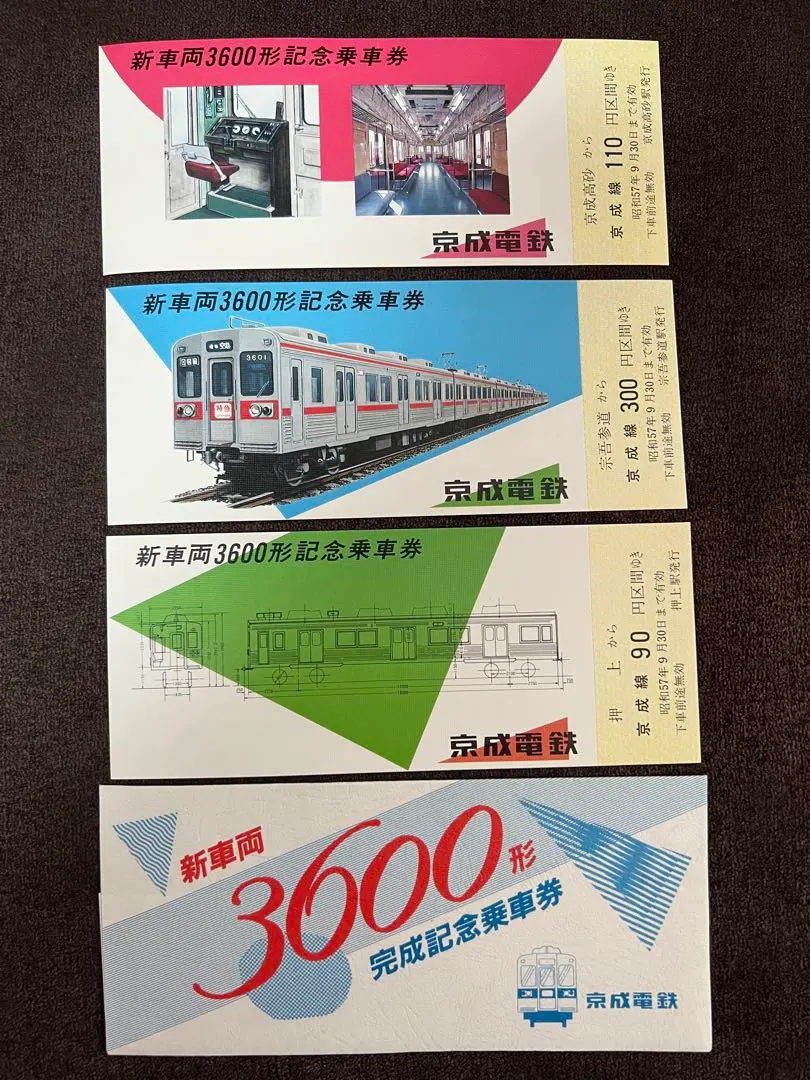 新車両3600形記念乗車券
京成電鉄
京成高砂 から
京成線 110 円区間ゆき
昭和57年9月30日まで有効
下車前途無効 京成高砂駅発行
新車両3600形記念乗車券
3601
特急
京成電鉄
宗吾参道 から
京成線 300 円区間ゆき
昭和57年9月30日まで有効
下車前途無効 宗吾参道駅発行
新車両3600形記念乗車券
京成電鉄
押上 から
京成線 90 円区間ゆき
昭和57年9月30日まで有効
下車前途無効 押上駅発行
新車両
3600形
完成記念乗車券
京成電鉄